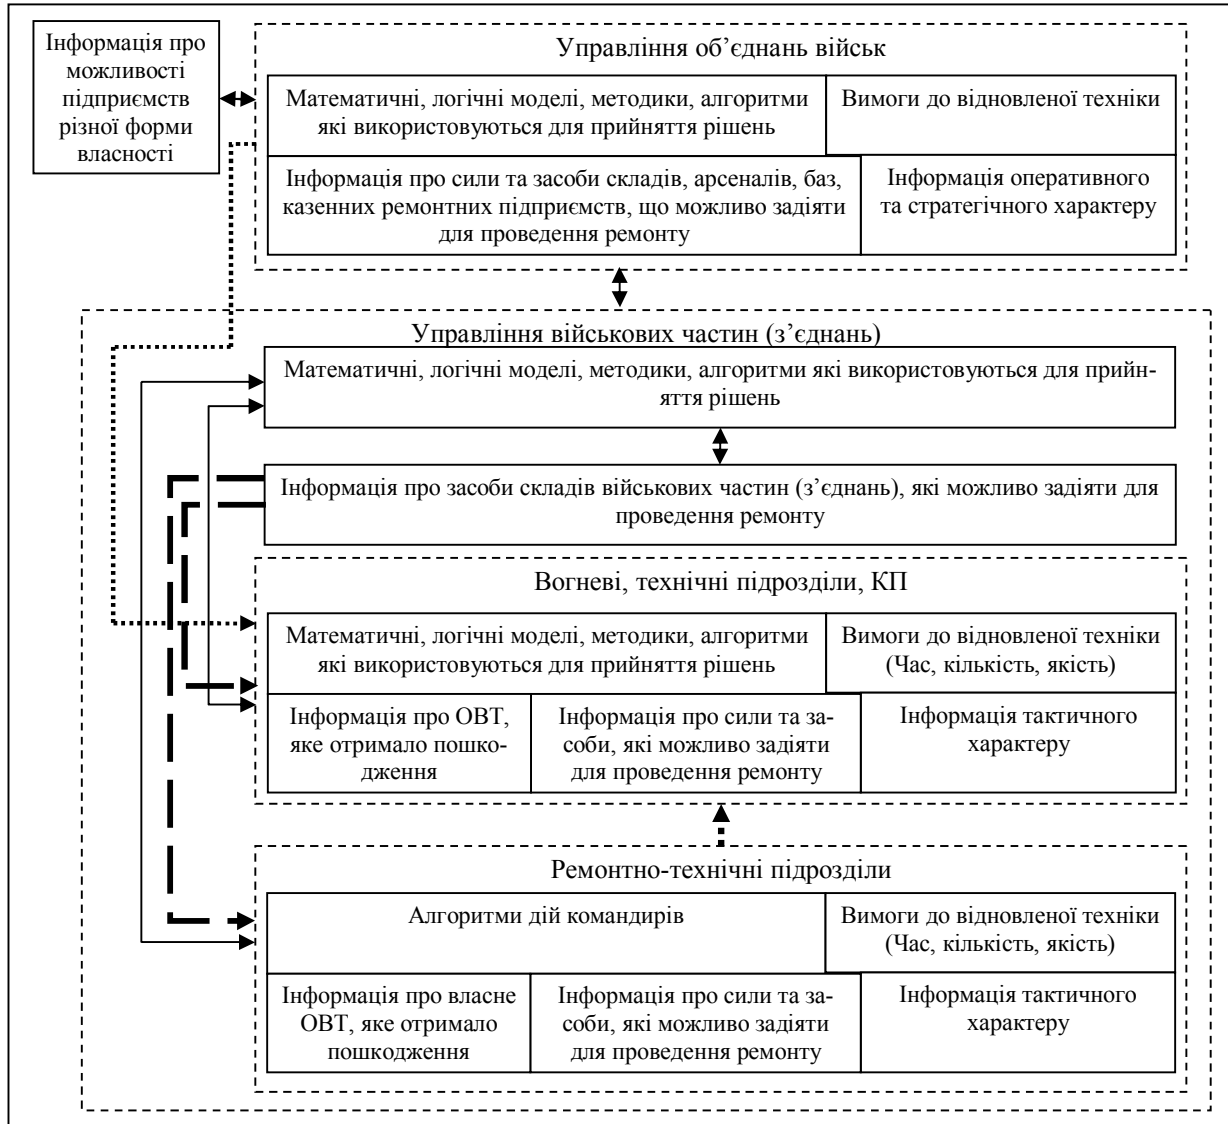 Інформація про
можливості
підприємств
різної форми
власності
Управління об’єднань військ
Математичні, логічні моделі, методики, алгоритми
які використовуються для прийняття рішень
Вимоги до відновленої техніки
Інформація про сили та засоби складів, арсеналів, баз,
казенних ремонтних підприємств, що можливо задіяти
для проведення ремонту
Інформація оперативного
та стратегічного характеру
Управління військових частин (з’єднань)
Математичні, логічні моделі, методики, алгоритми які використовуються для прий-
няття рішень
Інформація про засоби складів військових частин (з’єднань), які можливо задіяти для
проведення ремонту
Вогневі, технічні підрозділи, КП
Математичні, логічні моделі, методики, алгоритми
які використовуються для прийняття рішень
Вимоги до відновленої техніки
(Час, кількість, якість)
Інформація про ОВТ,
яке отримало пошко-
дження
Інформація про сили та за-
соби, які можливо задіяти
для проведення ремонту
Інформація тактичного
характеру
Ремонтно-технічні підрозділи
Алгоритми дій командирів
Вимоги до відновленої техніки
(Час, кількість, якість)
Інформація про власне
ОВТ, яке отримало
пошкодження
Інформація про сили та за-
соби, які можливо задіяти
для проведення ремонту
Інформація тактичного
характеру